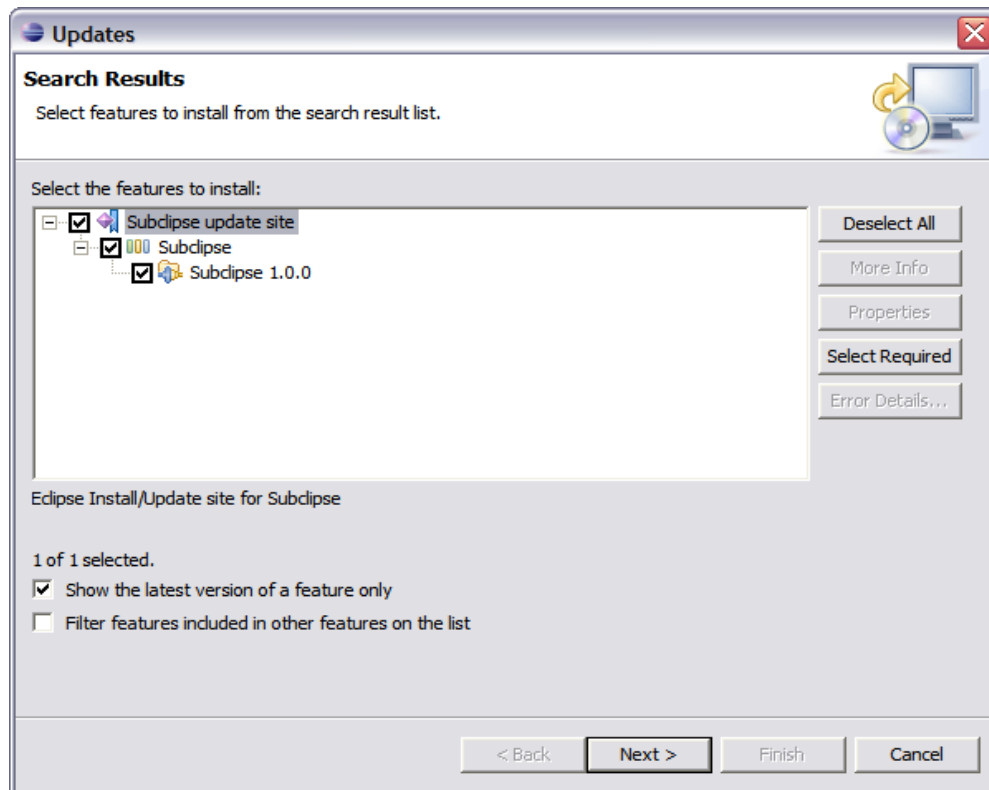 Updates
Search Results
Select features to install from the search result list.
Select the features to install:
Subclipse update site
Subclipse
Subclipse 1.0.0
Deselect All
More Info
Properties
Select Required
Error Details...
Eclipse Install/Update site for Subclipse
1 of 1 selected.
Show the latest version of a feature only
Filter features included in other features on the list
< Back
Next >
Finish
Cancel